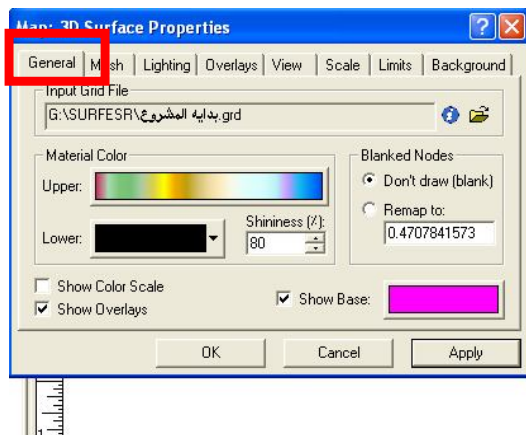 Map: 3D Surface Properties
General Mesh Lighting Overlays View Scale Limits Background
Input Grid File
G:\SURFESR\بدايه المشروع.grd
Material Color
Blanked Nodes
Upper:
Don't draw (blank)
Remap to:
Lower:
Shininess (%):
80
0.4707841573
Show Color Scale
Show Overlays
Show Base:
OK Cancel Apply
1